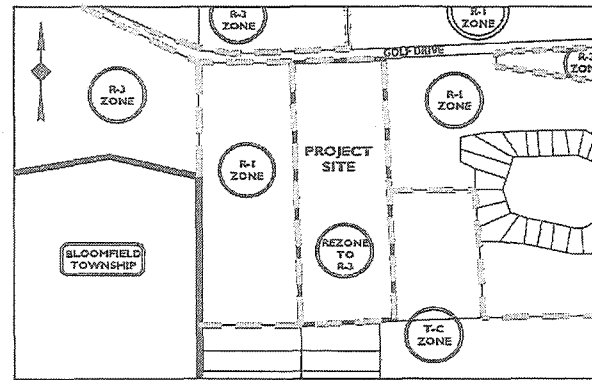 R-3
ZONE
R-1
ZONE
GOLF DRIVE
R-3
ZONE
R-1
ZONE
ZONE
R-1
ZONE
PROJECT
SITE
REZONE
TO
R-3
BLOOMFIELD
TOWNSHIP
T-C
ZONE